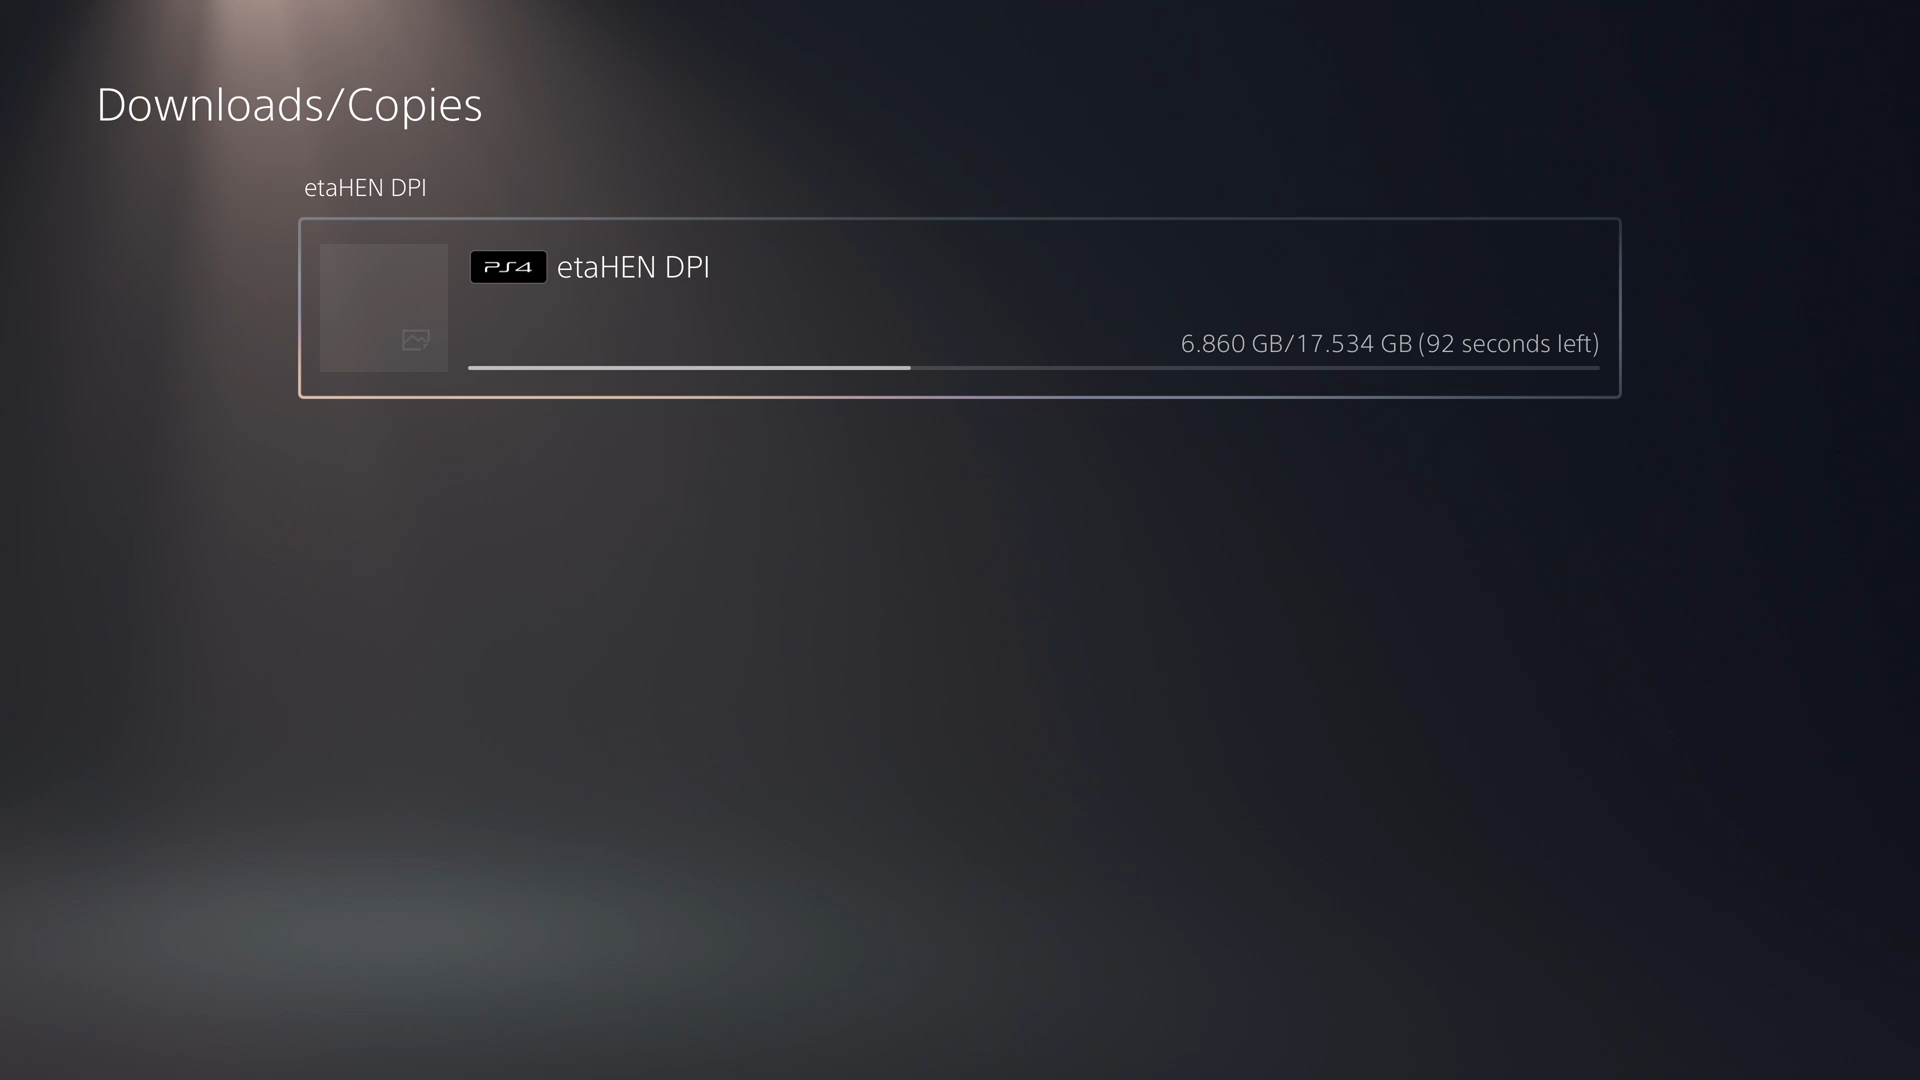 Downloads/Copies
etaHEN DPI
PS4 etaHEN DPI
6.860 GB/17.534 GB (92 seconds left)